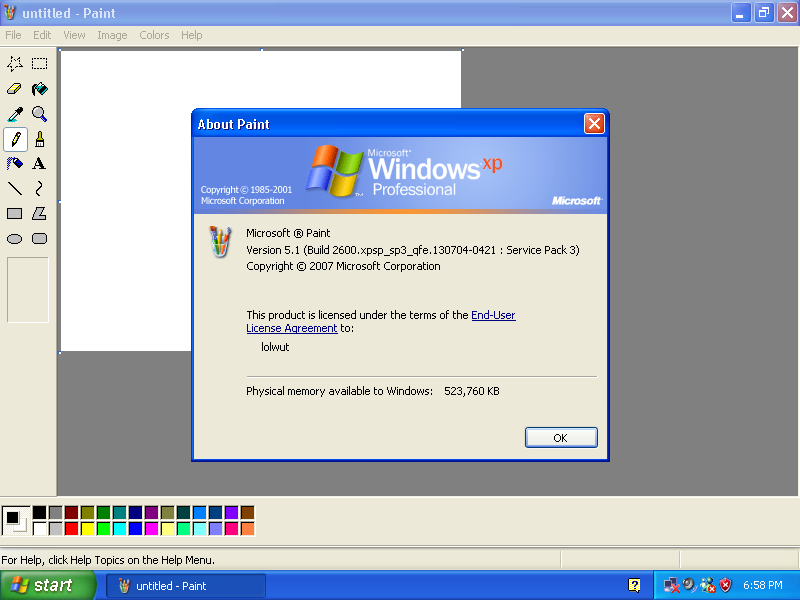 untitled - Paint
File Edit View Image Colors Help
About Paint
Copyright © 1985-2001
Microsoft Corporation
Microsoft®
Windows xp
Professional
Microsoft
Microsoft ® Paint
Version 5.1 (Build 2600.xpsp_sp3_qfe.130704-0421 : Service Pack 3)
Copyright © 2007 Microsoft Corporation
This product is licensed under the terms of the End-User
License Agreement to:
lolwut
Physical memory available to Windows: 523,760 KB
OK
A
For Help, click Help Topics on the Help Menu.
start
untitled - Paint
6:58 PM